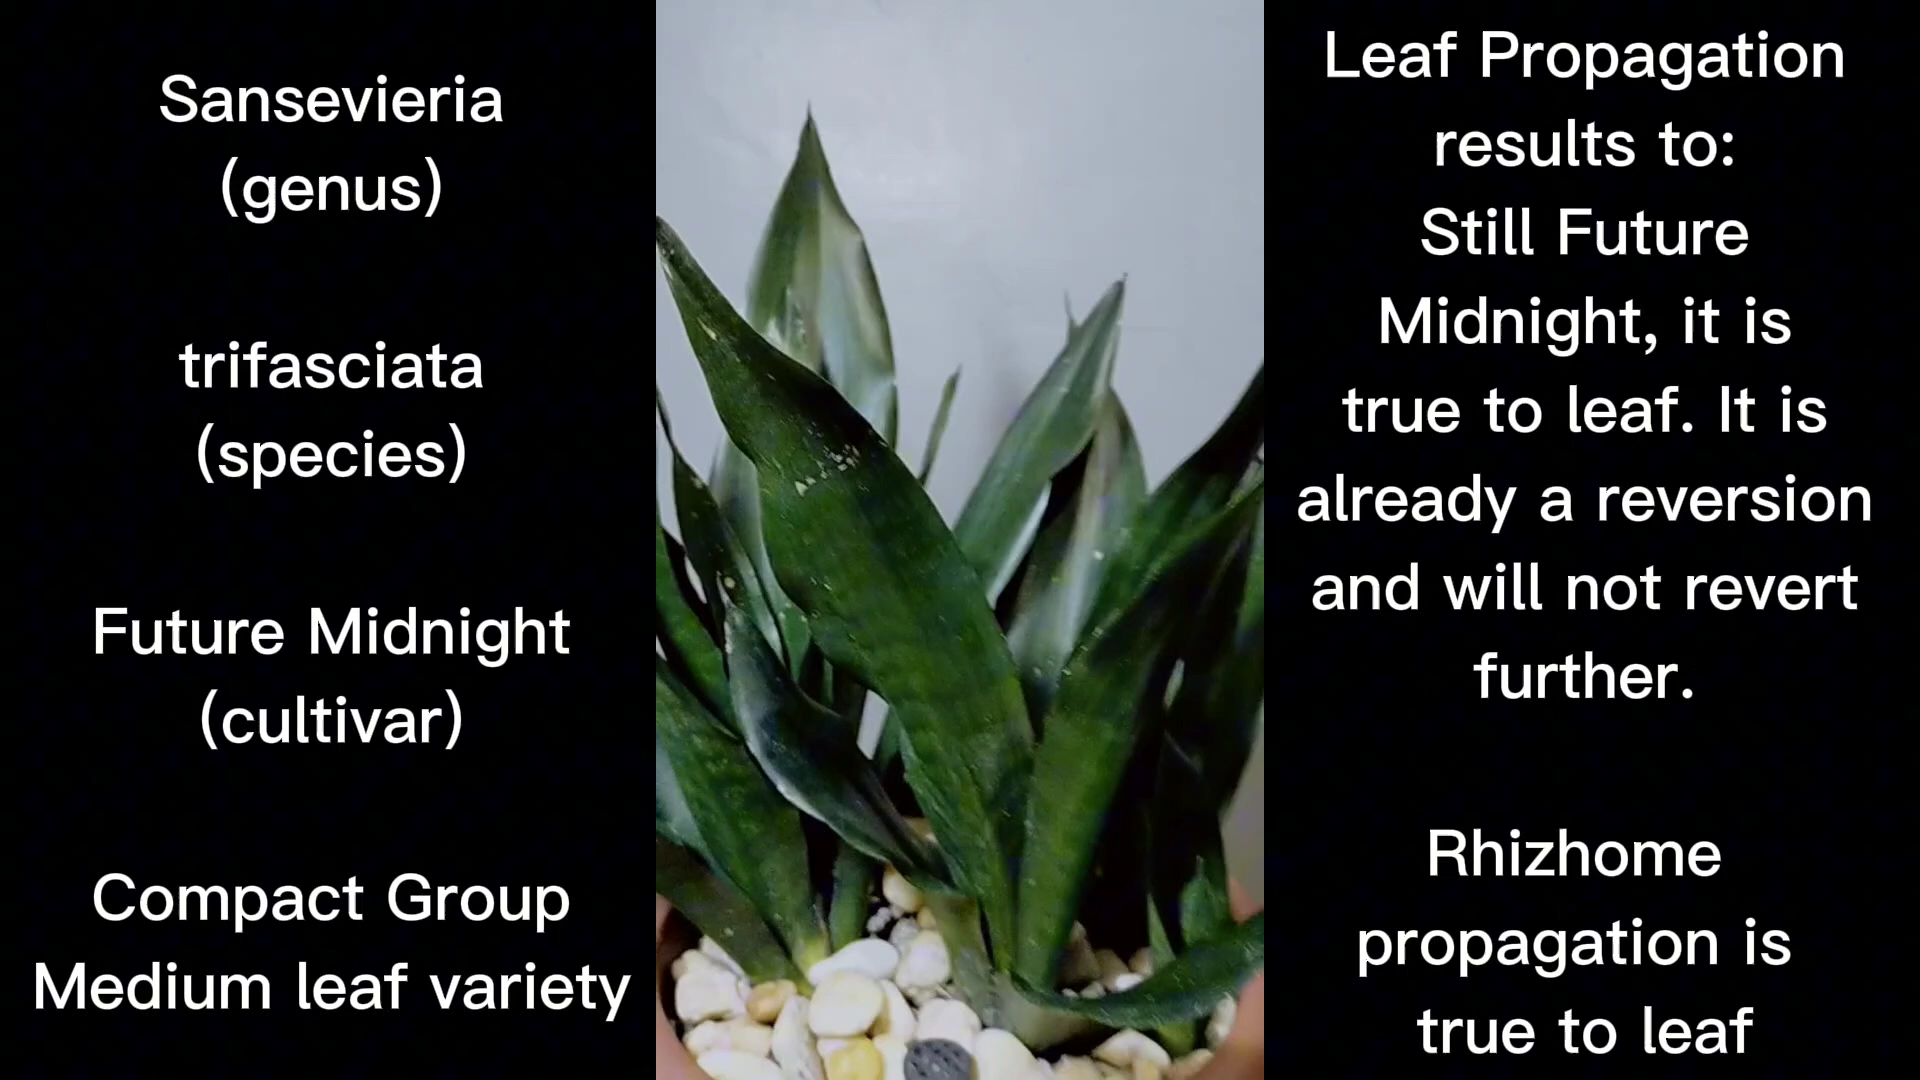 Sansevieria
(genus)
trifasciata
(species)
Future Midnight
(cultivar)
Compact Group
Medium leaf variety
Leaf Propagation
results to:
Still Future
Midnight, it is
true to leaf. It is
already a reversion
and will not revert
further.
Rhizhome
propagation is
true to leaf